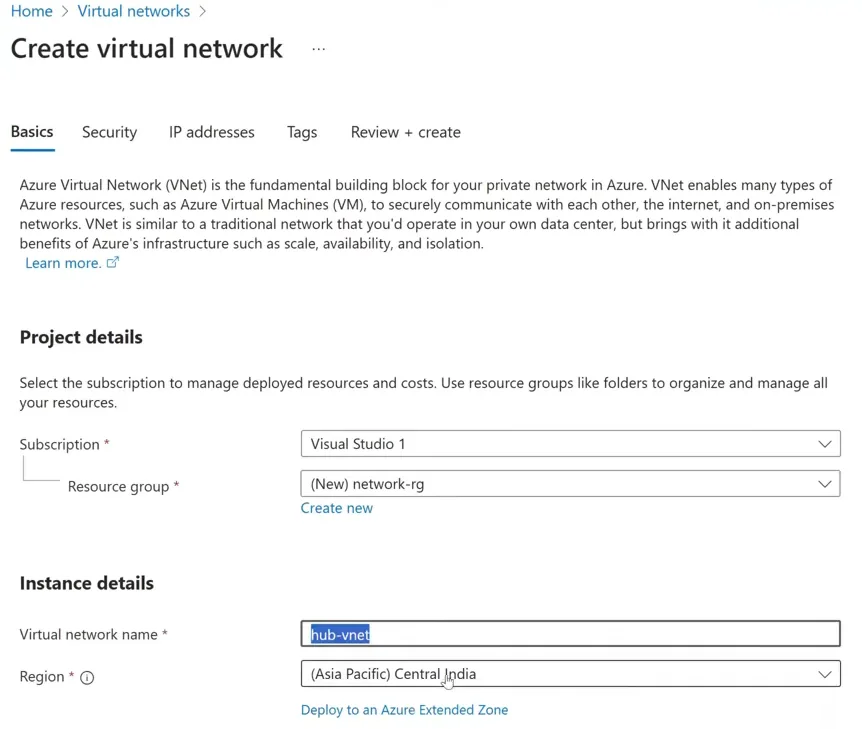 Home > Virtual networks >
Create virtual network ...
Basics Security IP addresses Tags Review + create
Azure Virtual Network (VNet) is the fundamental building block for your private network in Azure. VNet enables many types of
Azure resources, such as Azure Virtual Machines (VM), to securely communicate with each other, the internet, and on-premises
networks. VNet is similar to a traditional network that you'd operate in your own data center, but brings with it additional
benefits of Azure's infrastructure such as scale, availability, and isolation.
Learn more.
Project details
Select the subscription to manage deployed resources and costs. Use resource groups like folders to organize and manage all
your resources.
Subscription * Visual Studio 1
Resource group * (New) network-rg
Create new
Instance details
Virtual network name * hub-vnet
Region * (Asia Pacific) Central India
Deploy to an Azure Extended Zone